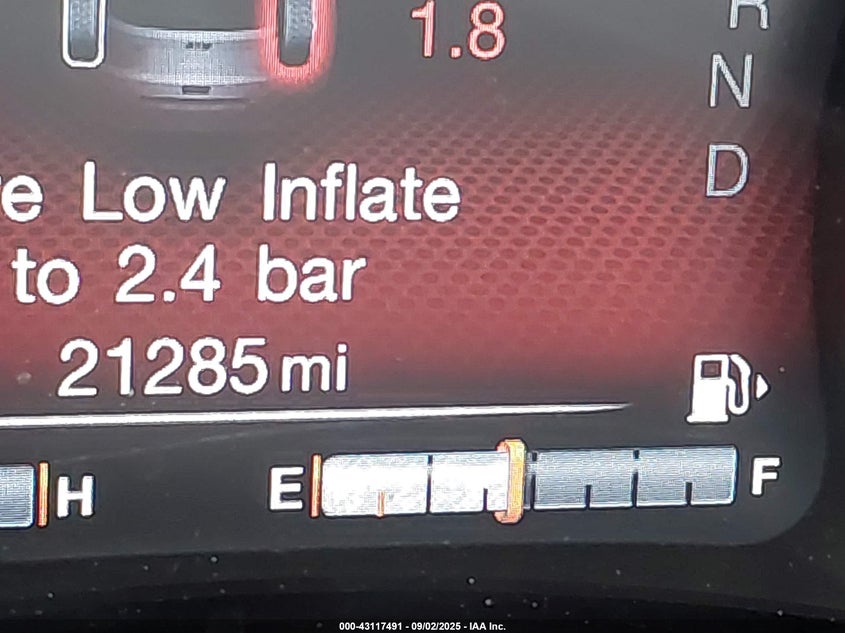 1.8
R
N
D
Low Inflate
to 2.4 bar
21285 mi
H
E
F
000-43117491 - 09/02/2025 - IAA Inc.